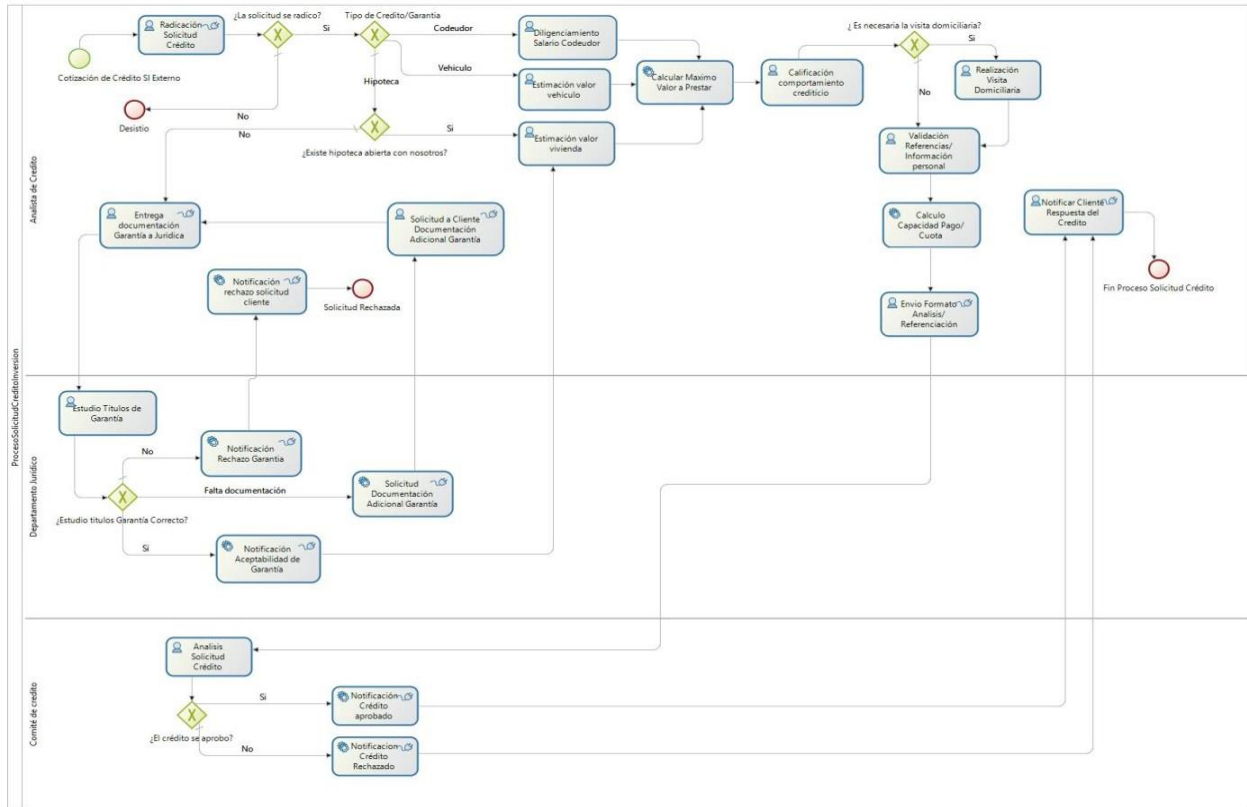 ProcesoSolicitudCreditoInversion
Analista de Credito
Cotización de Crédito SI Externo
Radicación
Solicitud
Crédito
¿La solicitud se radico?
Si
No
Desistio
Tipo de Credito/Garantia
Codeudor
Vehiculo
Hipoteca
¿Existe hipoteca abierta con nosotros?
No
Si
Diligenciamiento
Salario Codeudor
Estimación valor
vehículo
Estimación valor
vivienda
Calcular Maximo
Valor a Prestar
Calificación
comportamiento
crediticio
¿ Es necesaria la visita domiciliaria?
Si
No
Realización
Visita
Domiciliaria
Validación
Referencias/
Información
personal
Calculo
Capacidad Pago/
Cuota
Envio Formato
Analisis/
Referenciación
Notificar Cliente
Respuesta del
Credito
Fin Proceso Solicitud Crédito
Entrega
documentación
Garantía a Juridica
Solicitud a Cliente
Documentación
Adicional Garantía
Notificación
rechazo solicitud
cliente
Solicitud Rechazada
Departamento Jurídico
Estudio Titulos de
Garantía
¿Estudio titulos Garantía Correcto?
No
Falta documentación
Si
Notificación
Rechazo Garantia
Solicitud
Documentación
Adicional Garantía
Notificación
Aceptabilidad de
Garantía
Comité de credito
Analisis
Solicitud
Crédito
¿El crédito se aprobo?
Si
No
Notificación
Crédito
aprobado
Notificacion
Crédito
Rechazado